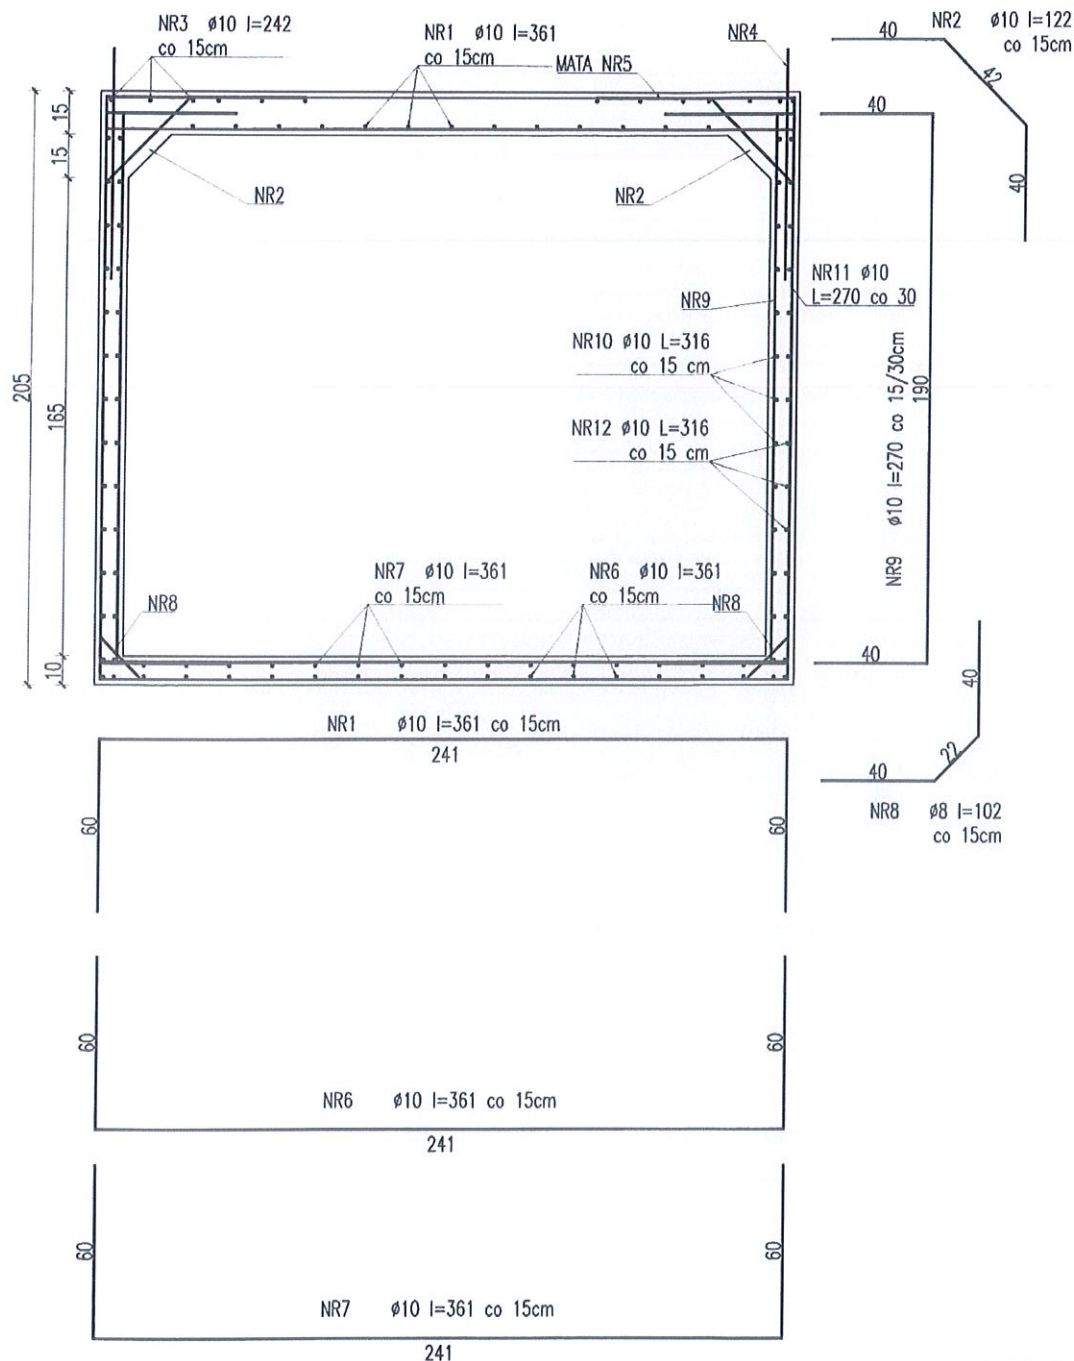 NR3 ø10 l=242
co 15cm
NR1 ø10 l=361
co 15cm
MATA NR5
NR4
40
NR2 ø10 l=122
co 15cm
42
40
15
15
205
165
10
NR2
NR2
NR11 ø10
L=270 co 30
NR9
NR10 ø10 L=316
co 15 cm
NR12 ø10 L=316
co 15 cm
NR7 ø10 l=361
co 15cm
NR6 ø10 l=361
co 15cm
NR8
NR8
40
NR9 ø10 l=270 co 15/30cm
190
40
40
22
40
NR8 ø8 l=102
co 15cm
NR1 ø10 l=361 co 15cm
241
60
60
60
60
NR6 ø10 l=361 co 15cm
241
60
60
NR7 ø10 l=361 co 15cm
241